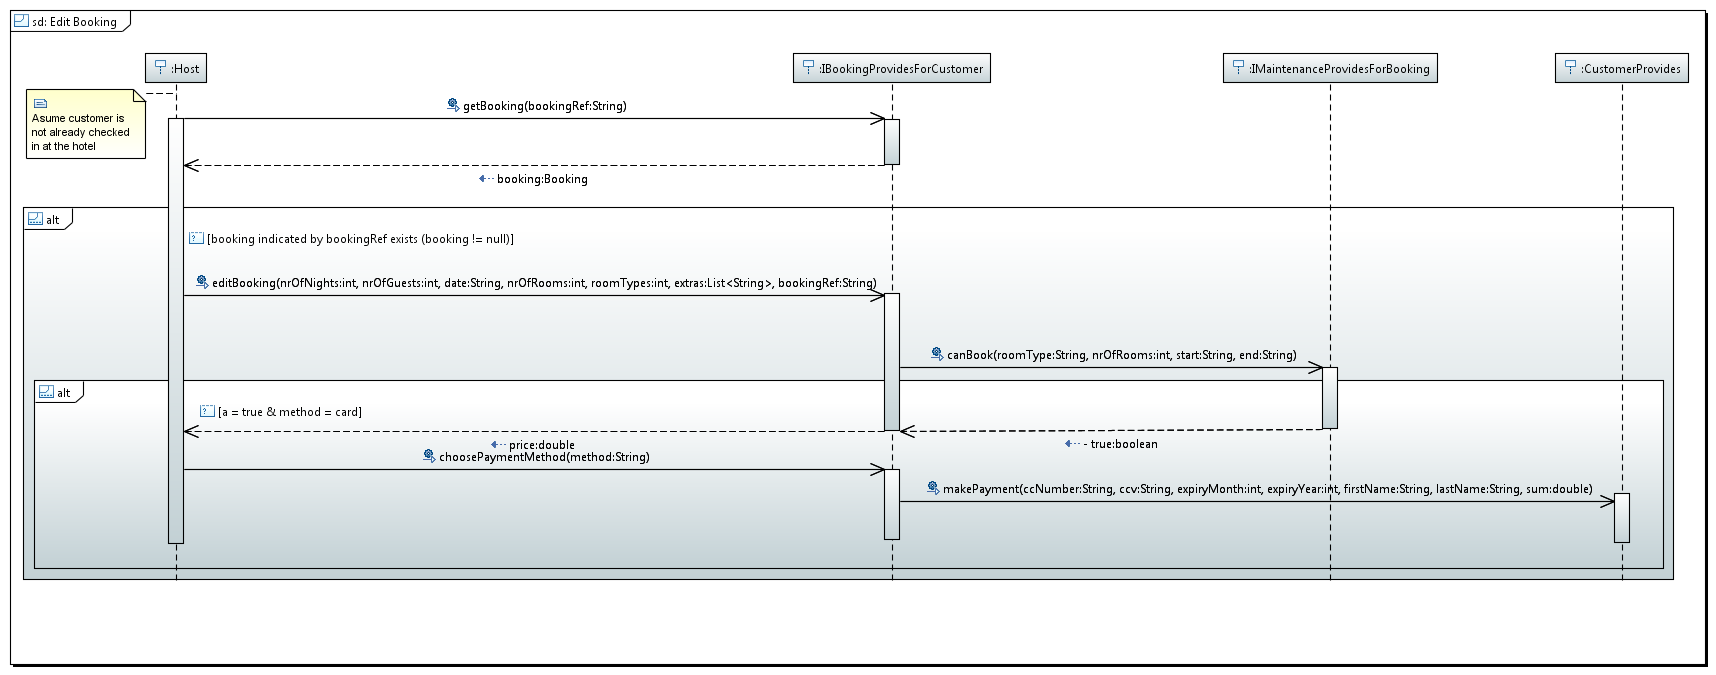 sd: Edit Booking
:Host
:IBookingProvidesForCustomer
:IMaintenanceProvidesForBooking
:CustomerProvides
Asume customer is
not already checked
in at the hotel
getBooking(bookingRef:String)
booking:Booking
alt
[booking indicated by bookingRef exists (booking != null)]
editBooking(nrOfNights:int, nrOfGuests:int, date:String, nrOfRooms:int, roomTypes:int, extras:List<String>, bookingRef:String)
canBook(roomType:String, nrOfRooms:int, start:String, end:String)
alt
[a = true & method = card]
price:double
- true:boolean
choosePaymentMethod(method:String)
makePayment(ccNumber:String, ccv:String, expiryMonth:int, expiryYear:int, firstName:String, lastName:String, sum:double)